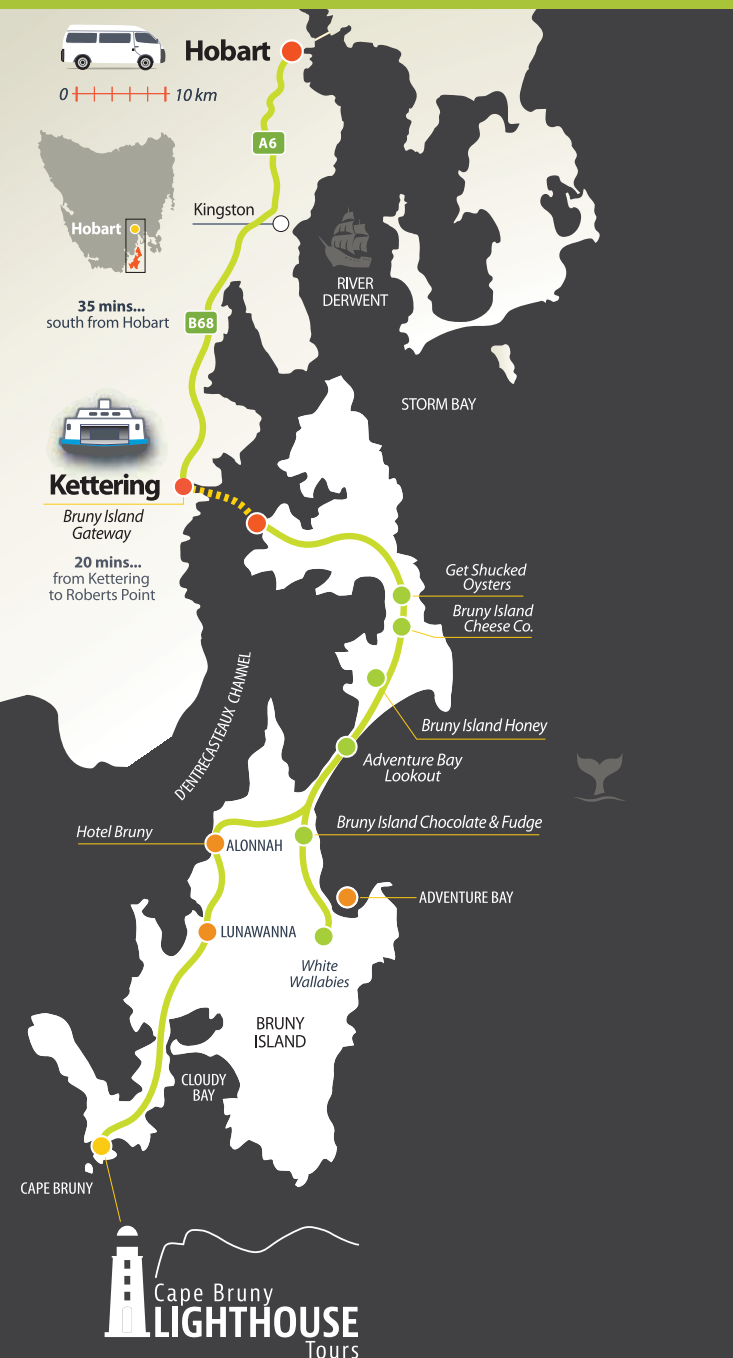 Hobart
0 10 km
A6
Kingston
Hobart
RIVER
DERWENT
35 mins...
south from Hobart
B68
STORM BAY
Kettering
Bruny Island
Gateway
20 mins...
from Kettering
to Roberts Point
Get Shucked
Oysters
Bruny Island
Cheese Co.
D'ENTRECASTEAUX CHANNEL
Bruny Island Honey
Adventure Bay
Lookout
Bruny Island Chocolate & Fudge
Hotel Bruny
ALONNAH
ADVENTURE BAY
LUNAWANNA
White
Wallabies
BRUNY
ISLAND
CLOUDY
BAY
CAPE BRUNY
Cape Bruny
LIGHTHOUSE
Tours